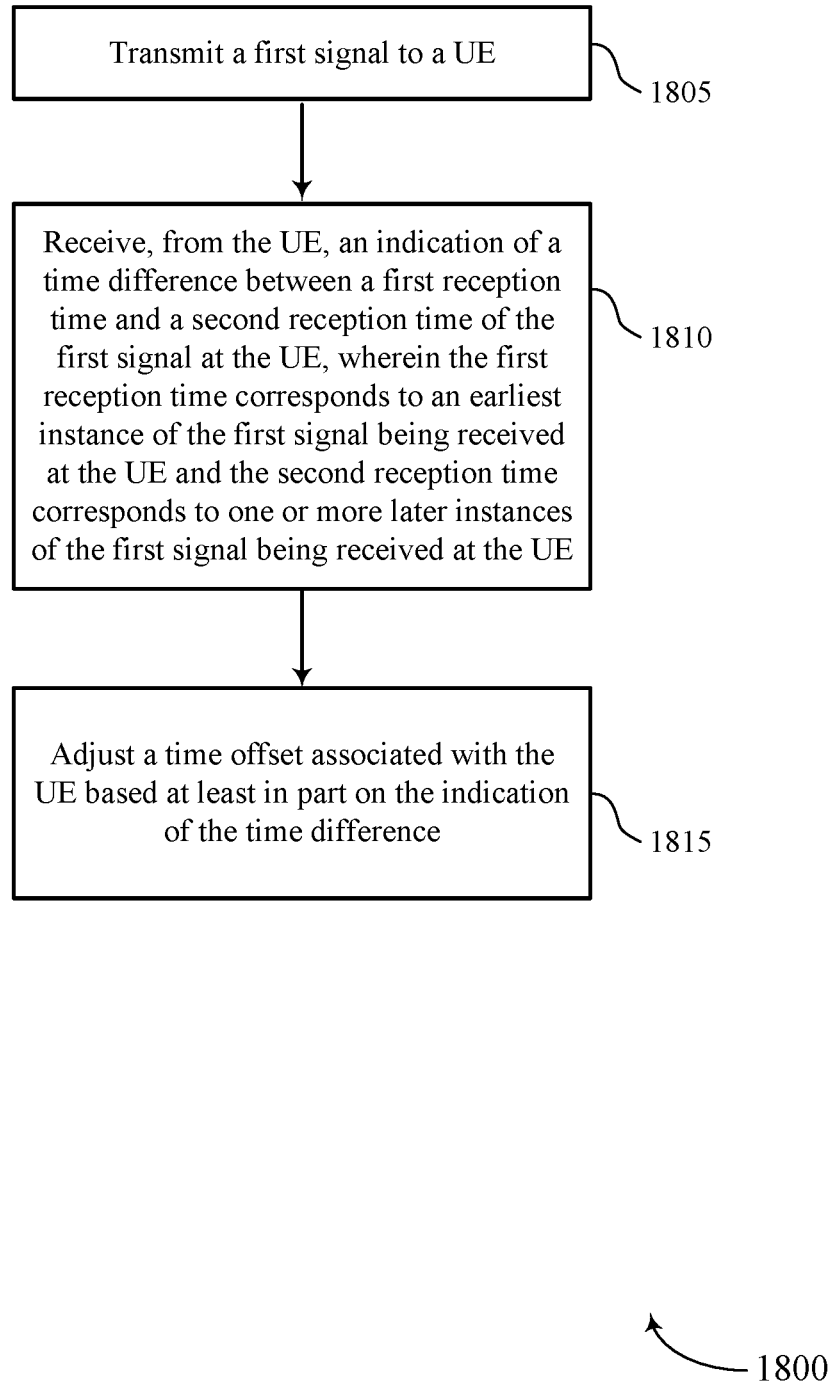 Transmit a first signal to a UE
1805
Receive, from the UE, an indication of a
time difference between a first reception
time and a second reception time of the
first signal at the UE, wherein the first
reception time corresponds to an earliest
instance of the first signal being received
at the UE and the second reception time
corresponds to one or more later instances
of the first signal being received at the UE
1810
Adjust a time offset associated with the
UE based at least in part on the indication
of the time difference
1815
1800